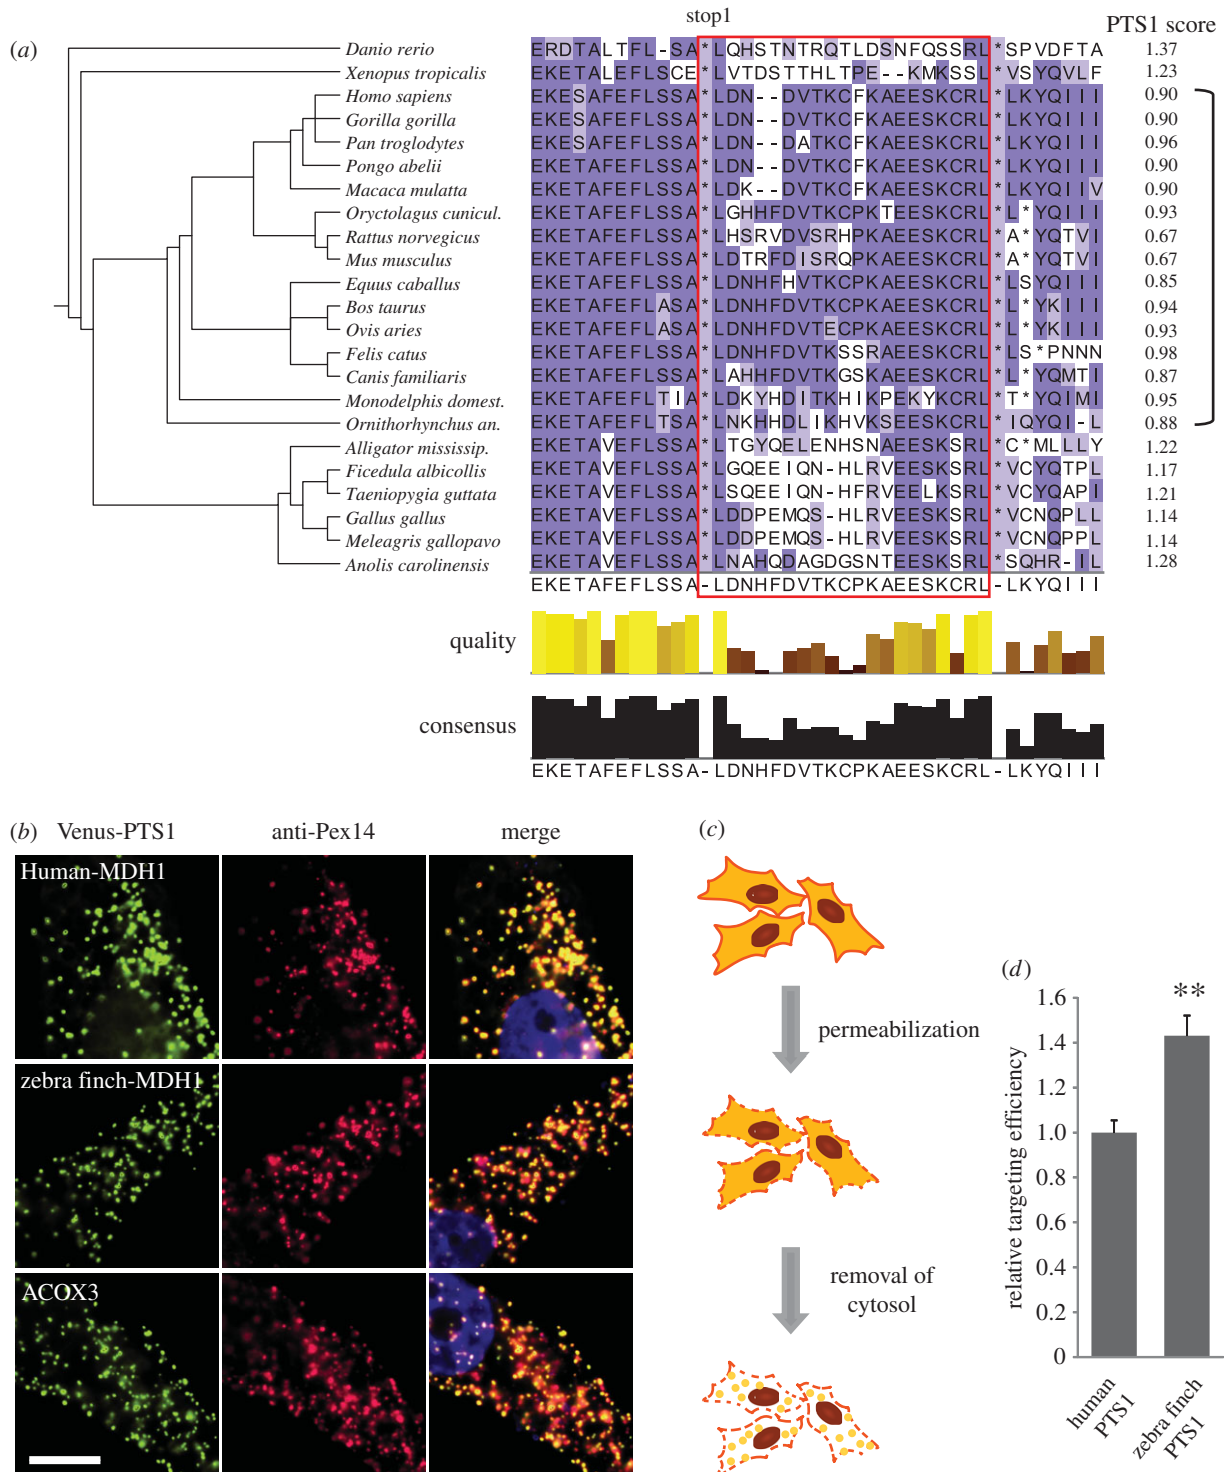 stop1
(a)
PTS1 score
Danio rerio ERDTALTFL-SA*LQHSTNTRQTLDSNFQSSRL*SPVDFTA 1.37
Xenopus tropicalis EKETALEFLSCE*LVTDSTTHLTPE--KMKSSL*VSYQVLF 1.23
Homo sapiens EKESAFEFLSSA*LDN--DVTKCFKAEESKCRL*LKYQIII 0.90
Gorilla gorilla EKESAFEFLSSA*LDN--DVTKCFKAEESKCRL*LKYQIII 0.90
Pan troglodytes EKESAFEFLSSA*LDN--DATKCFKAEESKCRL*LKYQIII 0.96
Pongo abelii EKETAFEFLSSA*LDN--DVTKCFKAEESKCRL*LKYQIII 0.90
Macaca mulatta EKETAFEFLSSA*LDK--DVTKCFKAEESKCRL*LKYQIIV 0.90
Oryctolagus cunicul. EKETAFEFLSSA*LGHHFDVTKCPKTEESKCRL*L*YQIII 0.93
Rattus norvegicus EKETAFEFLSSA*LHSRVDVSRHPKAEESKCRL*A*YQTVI 0.67
Mus musculus EKETAFEFLSSA*LDTRFDISRQPKAEESKCRL*A*YQTVI 0.67
Equus caballus EKETAFEFLSSA*LDNHFHVTKCPKAEESKCRL*LSYQIII 0.85
Bos taurus EKETAFEFLASA*LDNHFDVTKCPKAEESKCRL*L*YKIII 0.94
Ovis aries EKETAFEFLASA*LDNHFDVTECPKAEESKCRL*L*YKIII 0.93
Felis catus EKETAFEFLSSA*LDNHFDVTKSSRAEESKCRL*LS*PNNN 0.98
Canis familiaris EKETAFEFLSSA*LAHHFDVTKGSKAEESKCRL*L*YQMTI 0.87
Monodelphis domest. EKETAFEFLTIA*LDKYHDITKHIKPEKYKCRL*T*YQIMI 0.95
Ornithorhynchus an. EKETAFEFLTSA*LNKHHDLIKHVKSEESKCRL*IQYQI-L 0.88
Alligator mississip. EKETAVEFLSSA*LTGYQELENHSNAEESKSRL*C*MLLLY 1.22
Ficedula albicollis EKETAVEFLSSA*LGQEEIQN-HLRVEESKSRL*VCYQTPL 1.17
Taeniopygia guttata EKETAVEFLSSA*LSQEEIQN-HFRVEELKSRL*VCYQAPI 1.21
Gallus gallus EKETAVEFLSSA*LDDPEMQS-HLRVEESKSRL*VCNQPLL 1.14
Meleagris gallopavo EKETAVEFLSSA*LDDPEMQS-HLRVEESKSRL*VCNQPPL 1.14
Anolis carolinensis EKETAVEFLSSA*LNAHQDAGDGSNTEESKSRL*SQHR-IL 1.28
EKETAFEFLSSA-LDNHFDVTKCPKAEESKCRL-LKYQIII
quality
consensus
EKETAFEFLSSA-LDNHFDVTKCPKAEESKCRL-LKYQIII
(b) Venus-PTS1 anti-Pex14 merge
Human-MDH1
zebra finch-MDH1
ACOX3
(c)
permeabilization
removal of
cytosol
(d)
relative targeting efficiency
1.6
1.4
1.2
1.0
0.8
0.6
0.4
0.2
0
**
human
PTS1
zebra finch
PTS1